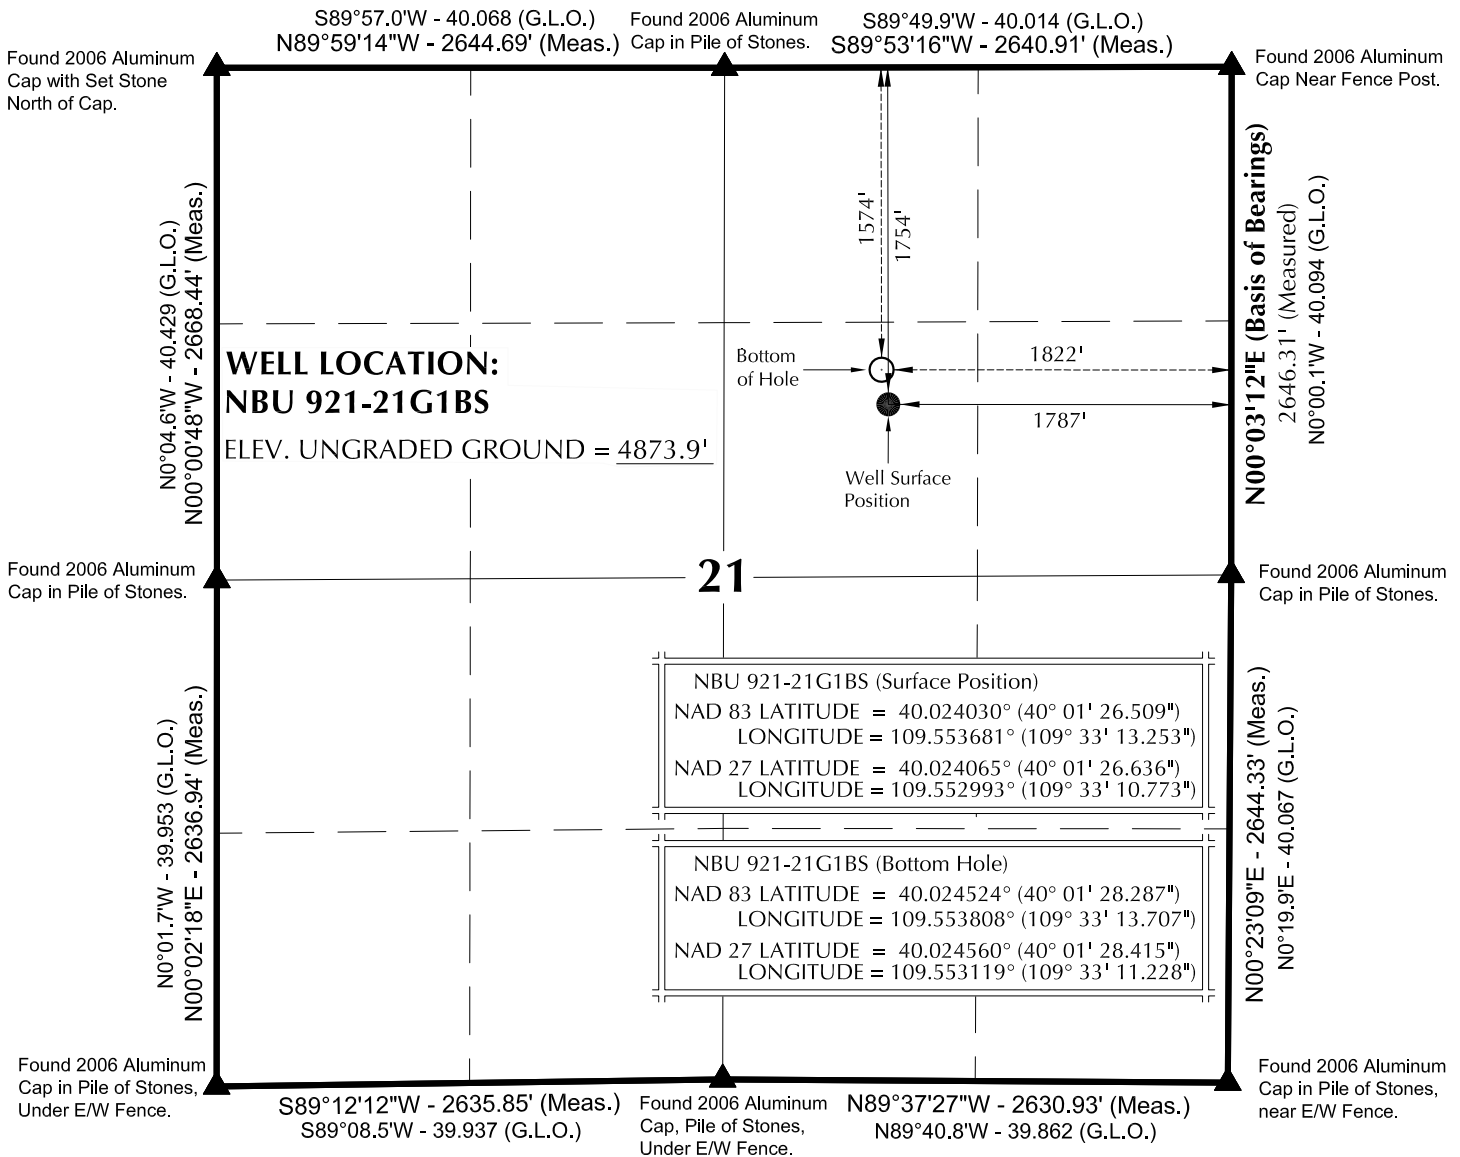 S89°57.0'W - 40.068 (G.L.O.)
N89°59'14"W - 2644.69' (Meas.)
Found 2006 Aluminum
Cap in Pile of Stones.
S89°49.9'W - 40.014 (G.L.O.)
S89°53'16"W - 2640.91' (Meas.)
Found 2006 Aluminum
Cap with Set Stone
North of Cap.
Found 2006 Aluminum
Cap Near Fence Post.
N0°04.6'W - 40.429 (G.L.O.)
N00°00'48"W - 2668.44' (Meas.)
1574'
1754'
N00°03'12"E (Basis of Bearings)
2646.31' (Measured)
N0°00.1'W - 40.094 (G.L.O.)
WELL LOCATION:
NBU 921-21G1BS
ELEV. UNGRADED GROUND = 4873.9'
Bottom
of Hole
1822'
1787'
Well Surface
Position
Found 2006 Aluminum
Cap in Pile of Stones.
21
Found 2006 Aluminum
Cap in Pile of Stones.
N0°01.7'W - 39.953 (G.L.O.)
N00°02'18"E - 2636.94' (Meas.)
NBU 921-21G1BS (Surface Position)
NAD 83 LATITUDE = 40.024030° (40° 01' 26.509")
LONGITUDE = 109.553681° (109° 33' 13.253")
NAD 27 LATITUDE = 40.024065° (40° 01' 26.636")
LONGITUDE = 109.552993° (109° 33' 10.773")
NBU 921-21G1BS (Bottom Hole)
NAD 83 LATITUDE = 40.024524° (40° 01' 28.287")
LONGITUDE = 109.553808° (109° 33' 13.707")
NAD 27 LATITUDE = 40.024560° (40° 01' 28.415")
LONGITUDE = 109.553119° (109° 33' 11.228")
N00°23'09"E - 2644.33' (Meas.)
N0°19.9'E - 40.067 (G.L.O.)
Found 2006 Aluminum
Cap in Pile of Stones,
Under E/W Fence.
S89°12'12"W - 2635.85' (Meas.)
S89°08.5'W - 39.937 (G.L.O.)
Found 2006 Aluminum
Cap, Pile of Stones,
Under E/W Fence.
N89°37'27"W - 2630.93' (Meas.)
N89°40.8'W - 39.862 (G.L.O.)
Found 2006 Aluminum
Cap in Pile of Stones,
near E/W Fence.